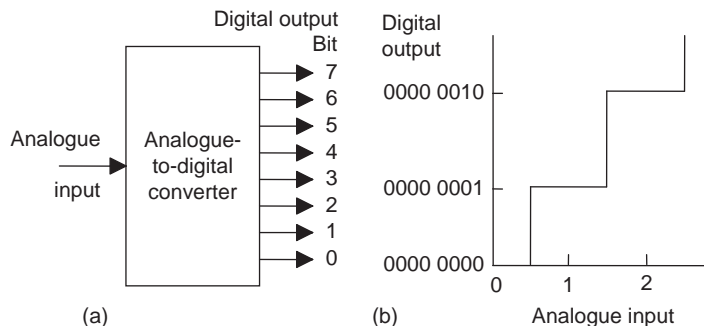 Digital output
Bit
7
6
5
4
3
2
1
0
Analogue
input
Analogue-
to-digital
converter
(a)
Digital
output
0000 0010
0000 0001
0000 0000
0
1
2
Analogue input
(b)